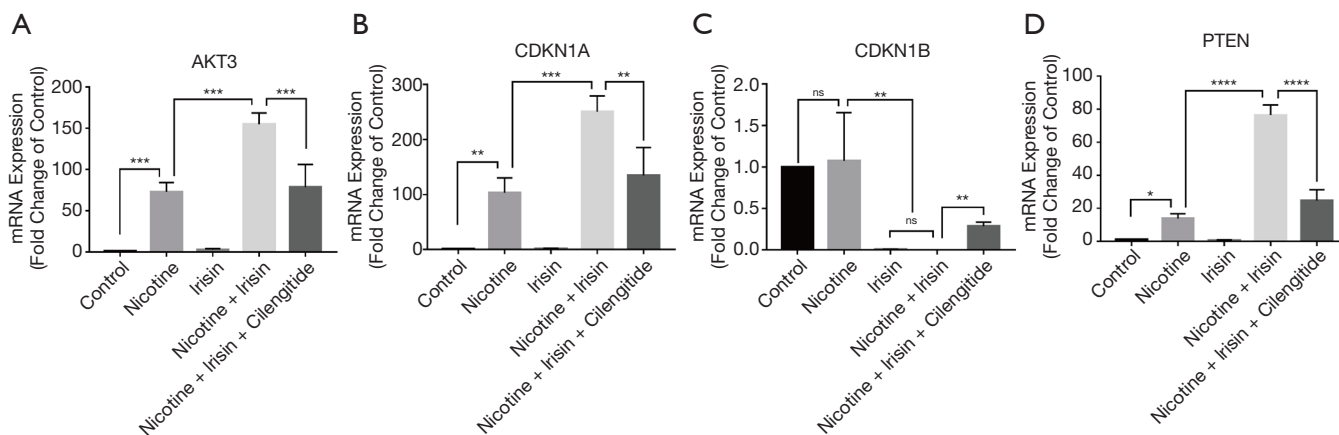 A
AKT3
mRNA Expression
(Fold Change of Control)
200
150
100
50
0
***
***
***
Control
Nicotine
Irisin
Nicotine + Irisin
Nicotine + Irisin + Cilengitide
B
CDKN1A
mRNA Expression
(Fold Change of Control)
300
200
100
0
**
***
**
Control
Nicotine
Irisin
Nicotine + Irisin
Nicotine + Irisin + Cilengitide
C
CDKN1B
mRNA Expression
(Fold Change of Control)
2.0
1.5
1.0
0.5
0.0
ns
**
ns
**
Control
Nicotine
Irisin
Nicotine + Irisin
Nicotine + Irisin + Cilengitide
D
PTEN
mRNA Expression
(Fold Change of Control)
80
60
40
20
0
*
****
****
Control
Nicotine
Irisin
Nicotine + Irisin
Nicotine + Irisin + Cilengitide